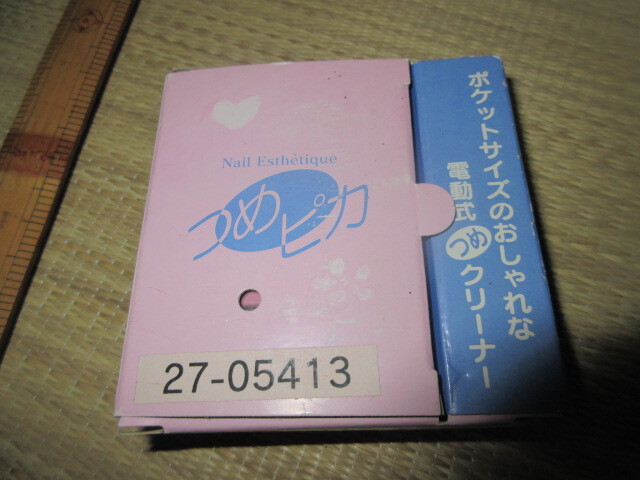 Nail Esthétique
つめピカ
27-05413
ポケットサイズのおしゃれな
電動式つめクリーナー